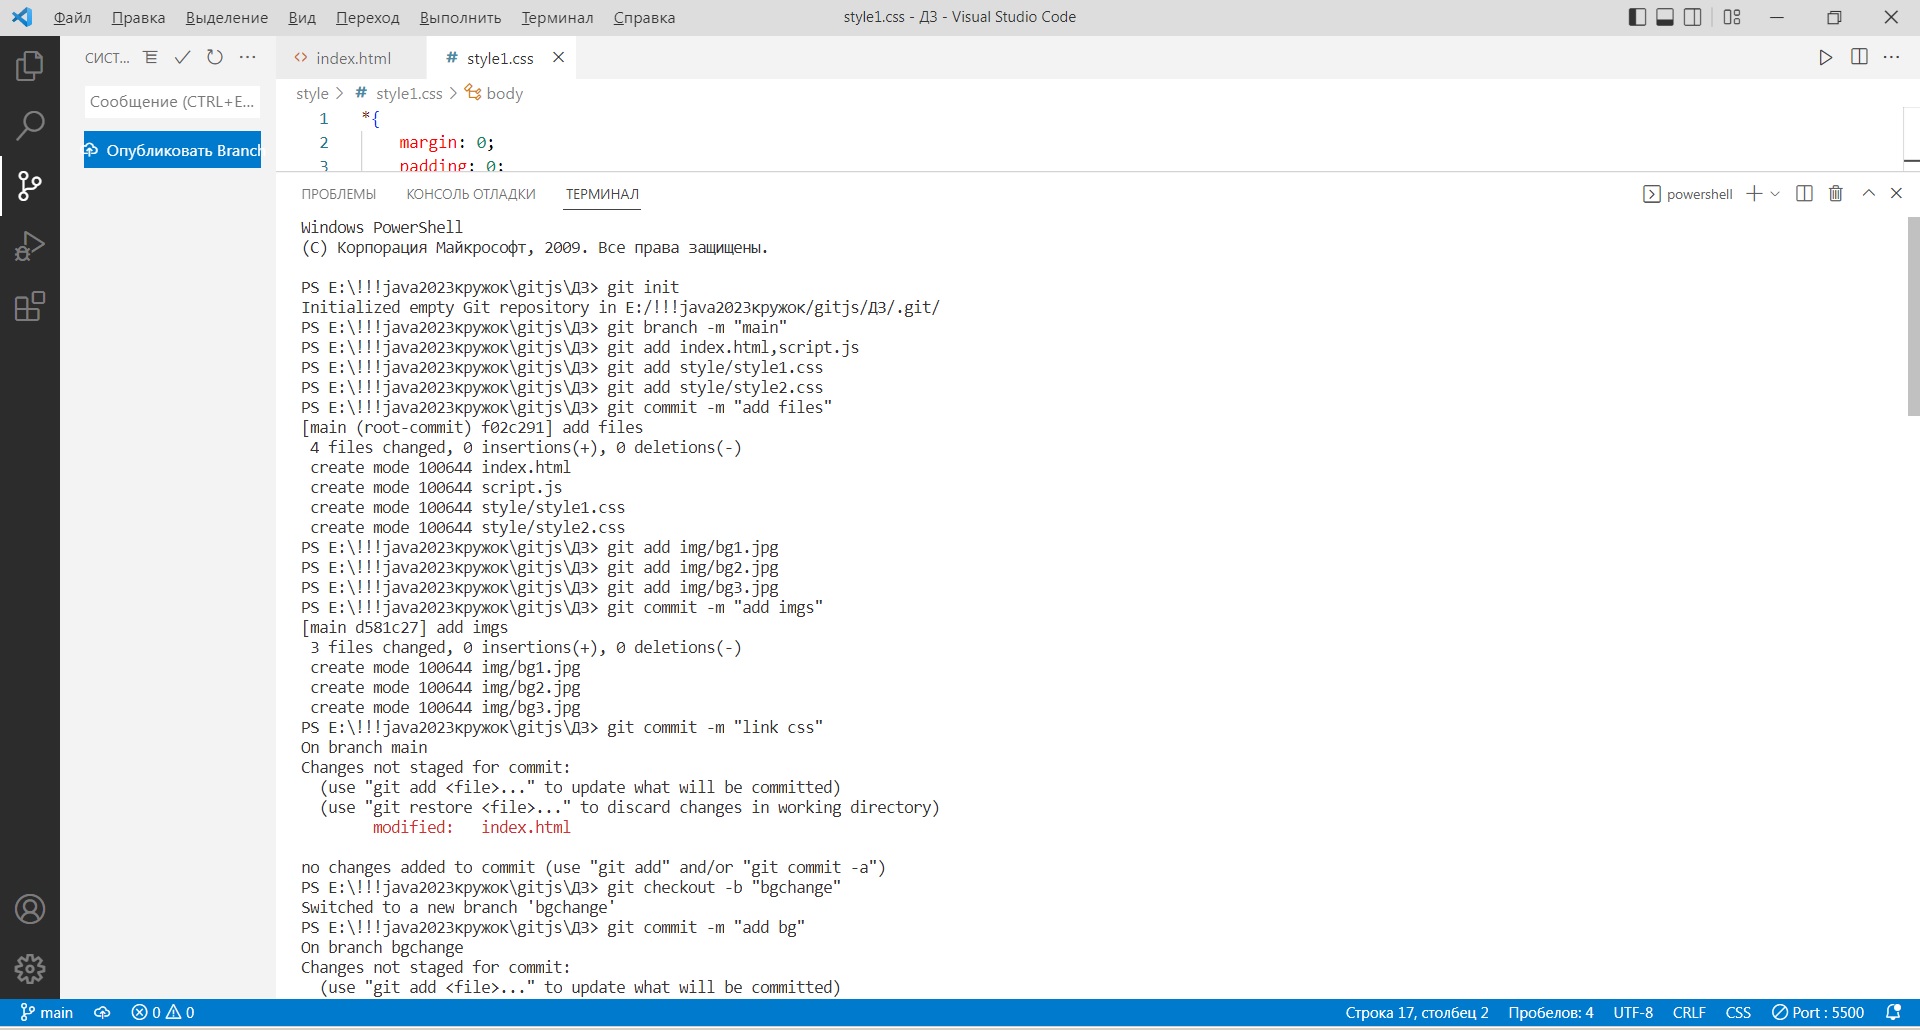 Файл Правка Выделение Вид Переход Выполнить Терминал Справка
style1.css - ДЗ - Visual Studio Code
СИСТ...
Сообщение (CTRL+E...
Опубликовать Branch
index.html
# style1.css
style > # style1.css > body
1 *{
2 margin: 0;
3 padding: 0;
ПРОБЛЕМЫ КОНСОЛЬ ОТЛАДКИ ТЕРМИНАЛ
powershell
Windows PowerShell
(C) Корпорация Майкрософт, 2009. Все права защищены.
PS E:\!!!java2023кружок\gitjs\ДЗ> git init
Initialized empty Git repository in E:/!!!java2023кружок/gitjs/ДЗ/.git/
PS E:\!!!java2023кружок\gitjs\ДЗ> git branch -m "main"
PS E:\!!!java2023кружок\gitjs\ДЗ> git add index.html,script.js
PS E:\!!!java2023кружок\gitjs\ДЗ> git add style/style1.css
PS E:\!!!java2023кружок\gitjs\ДЗ> git add style/style2.css
PS E:\!!!java2023кружок\gitjs\ДЗ> git commit -m "add files"
[main (root-commit) f02c291] add files
4 files changed, 0 insertions(+), 0 deletions(-)
create mode 100644 index.html
create mode 100644 script.js
create mode 100644 style/style1.css
create mode 100644 style/style2.css
PS E:\!!!java2023кружок\gitjs\ДЗ> git add img/bg1.jpg
PS E:\!!!java2023кружок\gitjs\ДЗ> git add img/bg2.jpg
PS E:\!!!java2023кружок\gitjs\ДЗ> git add img/bg3.jpg
PS E:\!!!java2023кружок\gitjs\ДЗ> git commit -m "add imgs"
[main d581c27] add imgs
3 files changed, 0 insertions(+), 0 deletions(-)
create mode 100644 img/bg1.jpg
create mode 100644 img/bg2.jpg
create mode 100644 img/bg3.jpg
PS E:\!!!java2023кружок\gitjs\ДЗ> git commit -m "link css"
On branch main
Changes not staged for commit:
(use "git add <file>..." to update what will be committed)
(use "git restore <file>..." to discard changes in working directory)
modified: index.html
no changes added to commit (use "git add" and/or "git commit -a")
PS E:\!!!java2023кружок\gitjs\ДЗ> git checkout -b "bgchange"
Switched to a new branch 'bgchange'
PS E:\!!!java2023кружок\gitjs\ДЗ> git commit -m "add bg"
On branch bgchange
Changes not staged for commit:
(use "git add <file>..." to update what will be committed)
main 0 0 Строка 17, столбец 2 Пробелов: 4 UTF-8 CRLF CSS Port : 5500